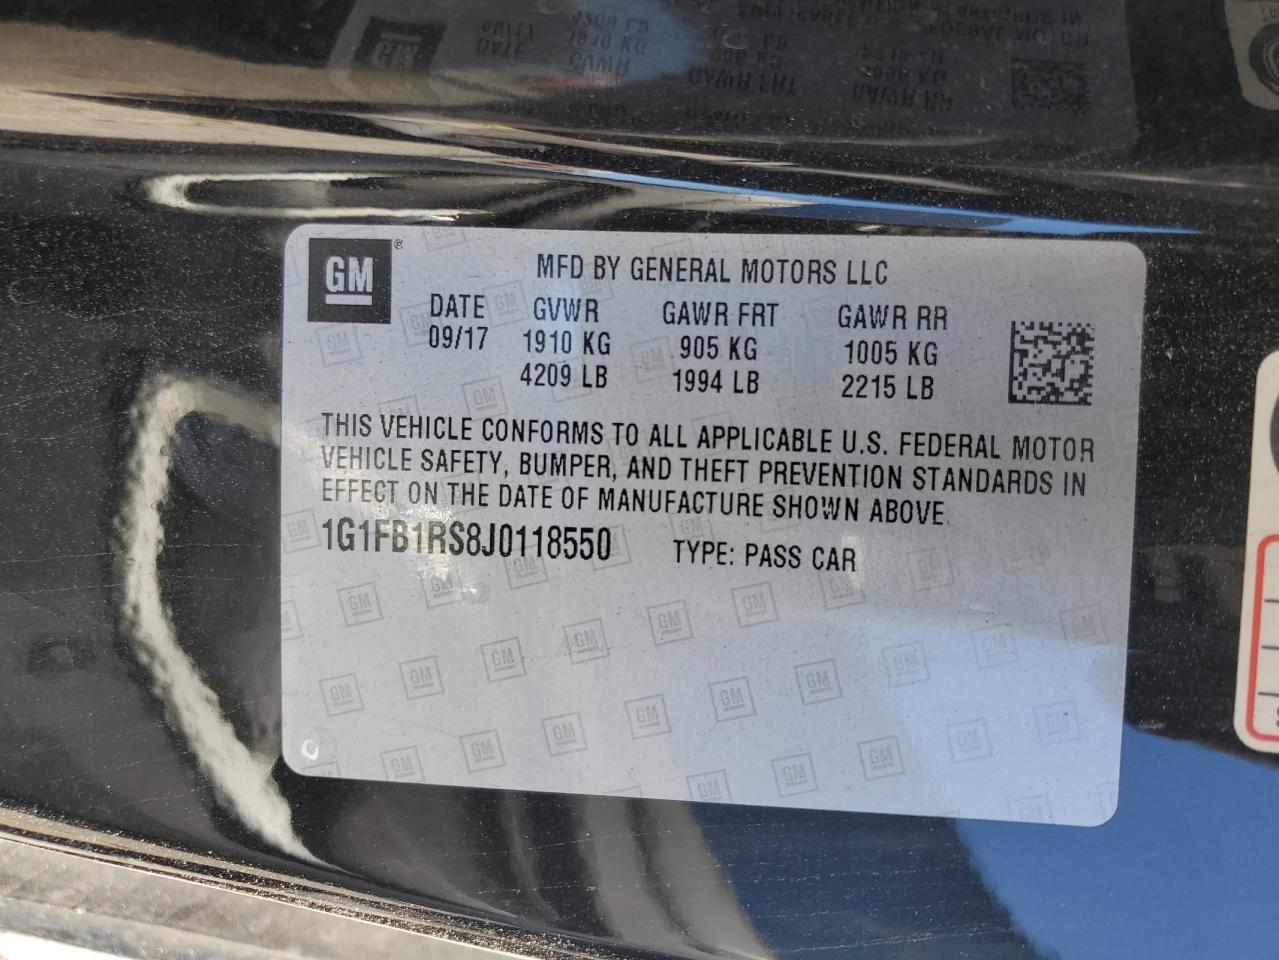 GM ®
MFD BY GENERAL MOTORS LLC
DATE GVWR GAWR FRT GAWR RR
09/17 1910 KG 905 KG 1005 KG
4209 LB 1994 LB 2215 LB
THIS VEHICLE CONFORMS TO ALL APPLICABLE U.S. FEDERAL MOTOR
VEHICLE SAFETY, BUMPER, AND THEFT PREVENTION STANDARDS IN
EFFECT ON THE DATE OF MANUFACTURE SHOWN ABOVE.
1G1FB1RS8J0118550 TYPE: PASS CAR